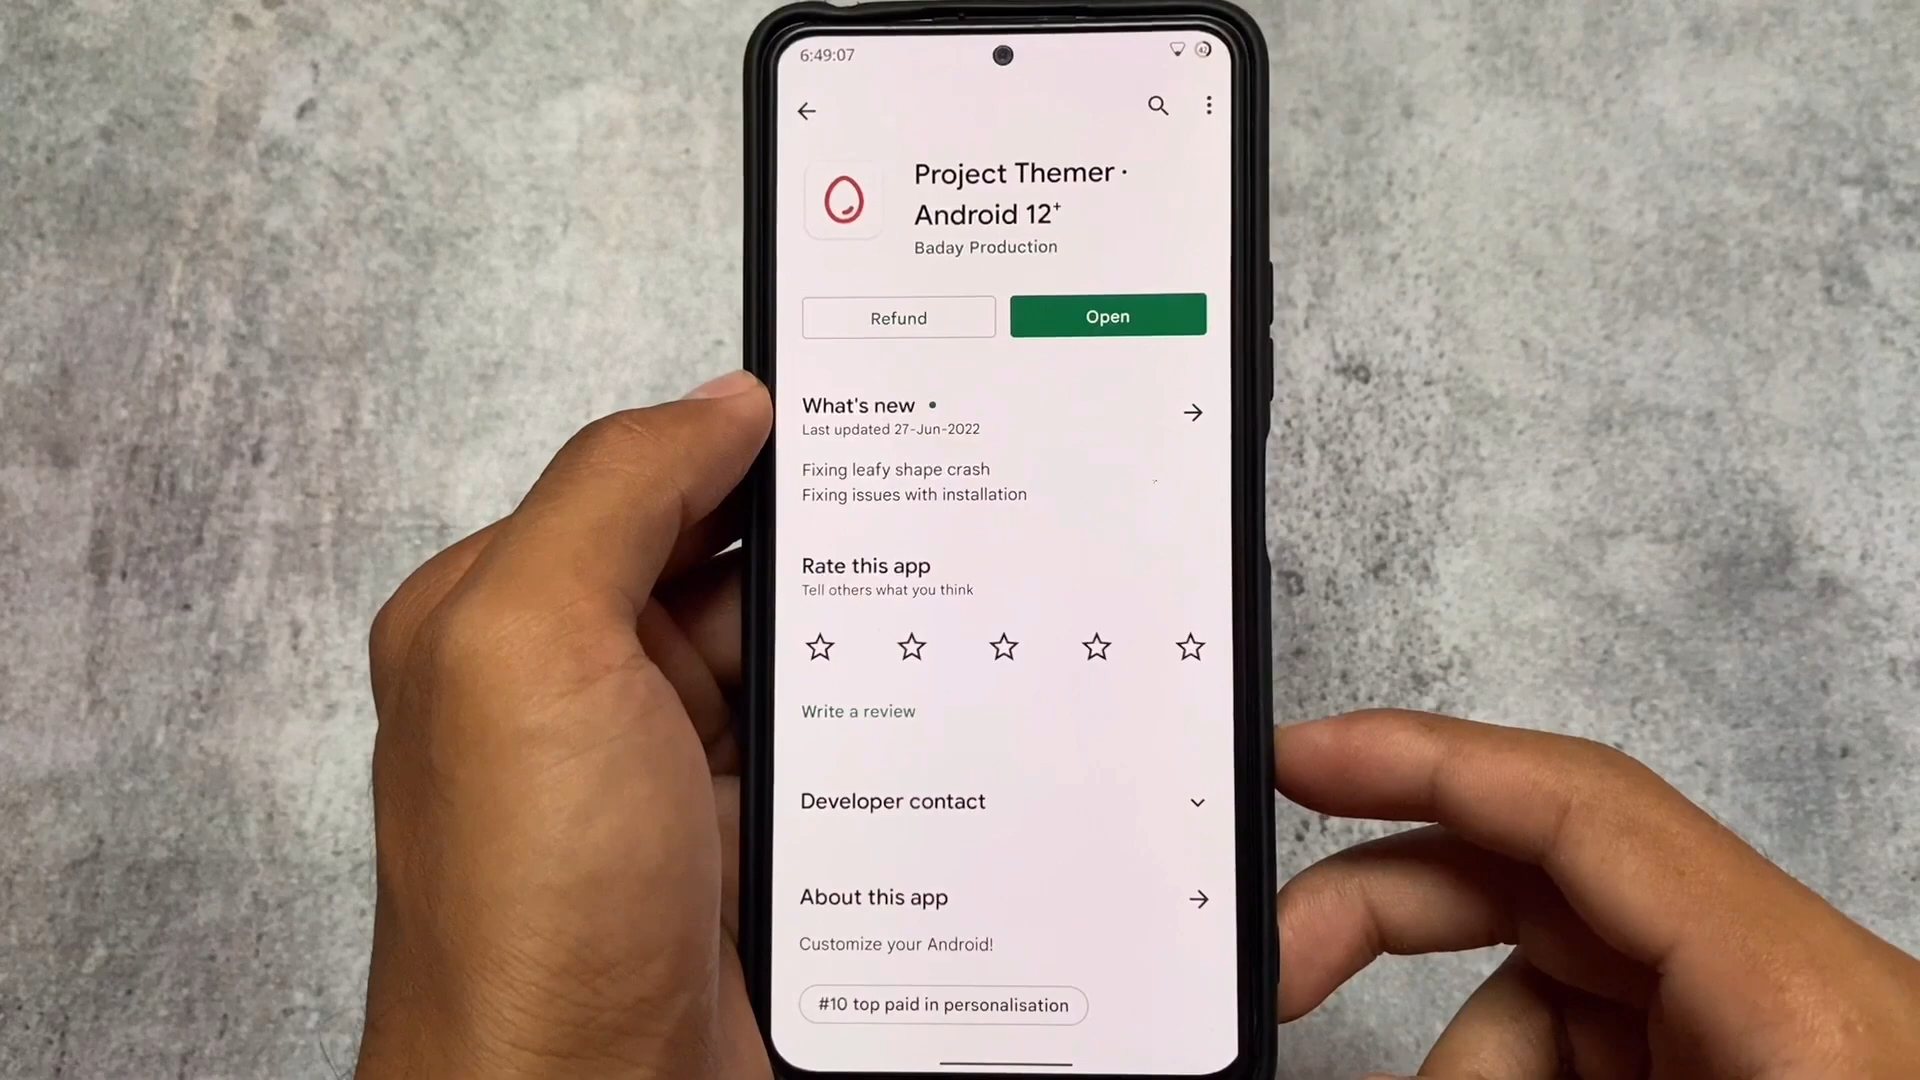 6:49:07
42
Project Themer ·
Android 12+
Baday Production
Refund
Open
What's new •
Last updated 27-Jun-2022
Fixing leafy shape crash
Fixing issues with installation
Rate this app
Tell others what you think
Write a review
Developer contact
About this app
Customize your Android!
#10 top paid in personalisation